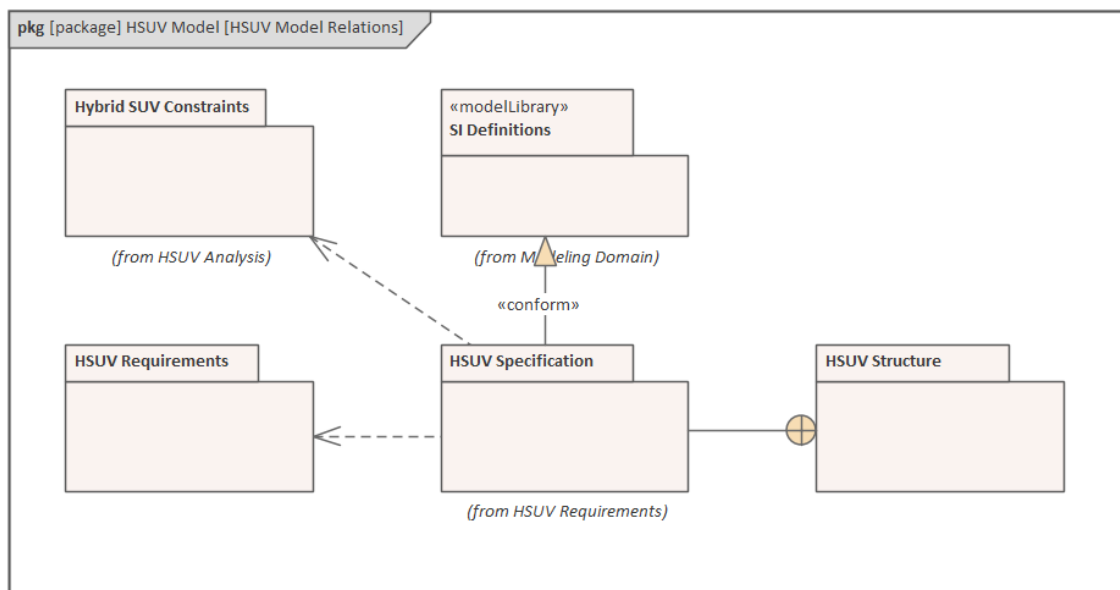 pkg [package] HSUV Model [HSUV Model Relations]
Hybrid SUV Constraints
«modelLibrary»
SI Definitions
(from HSUV Analysis)
(from Modeling Domain)
«conform»
HSUV Requirements
HSUV Specification
HSUV Structure
(from HSUV Requirements)